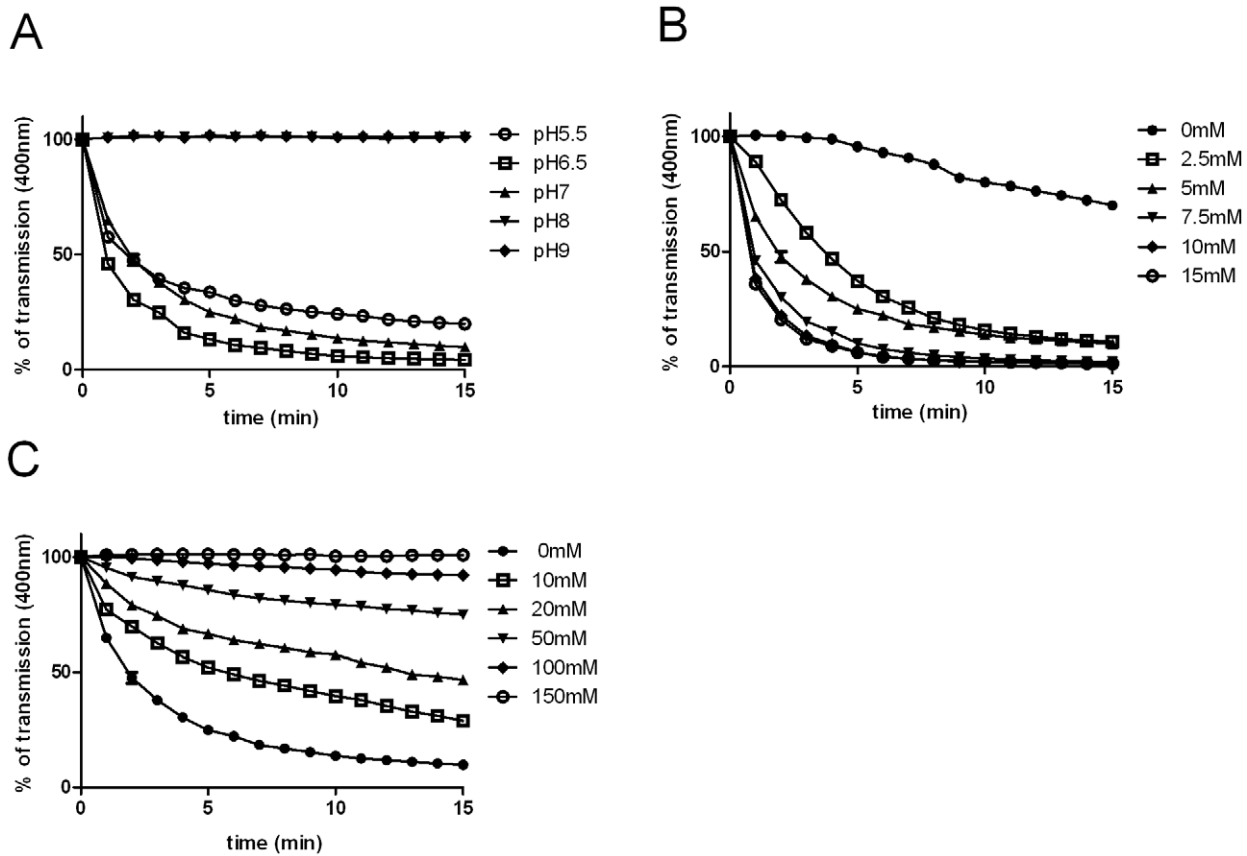 A
% of transmission (400nm)
100
50
0
0 5 10 15
time (min)
pH5.5
pH6.5
pH7
pH8
pH9
B
% of transmission (400nm)
100
50
0
0 5 10 15
time (min)
0mM
2.5mM
5mM
7.5mM
10mM
15mM
C
% of transmission (400nm)
100
50
0
0 5 10 15
time (min)
0mM
10mM
20mM
50mM
100mM
150mM